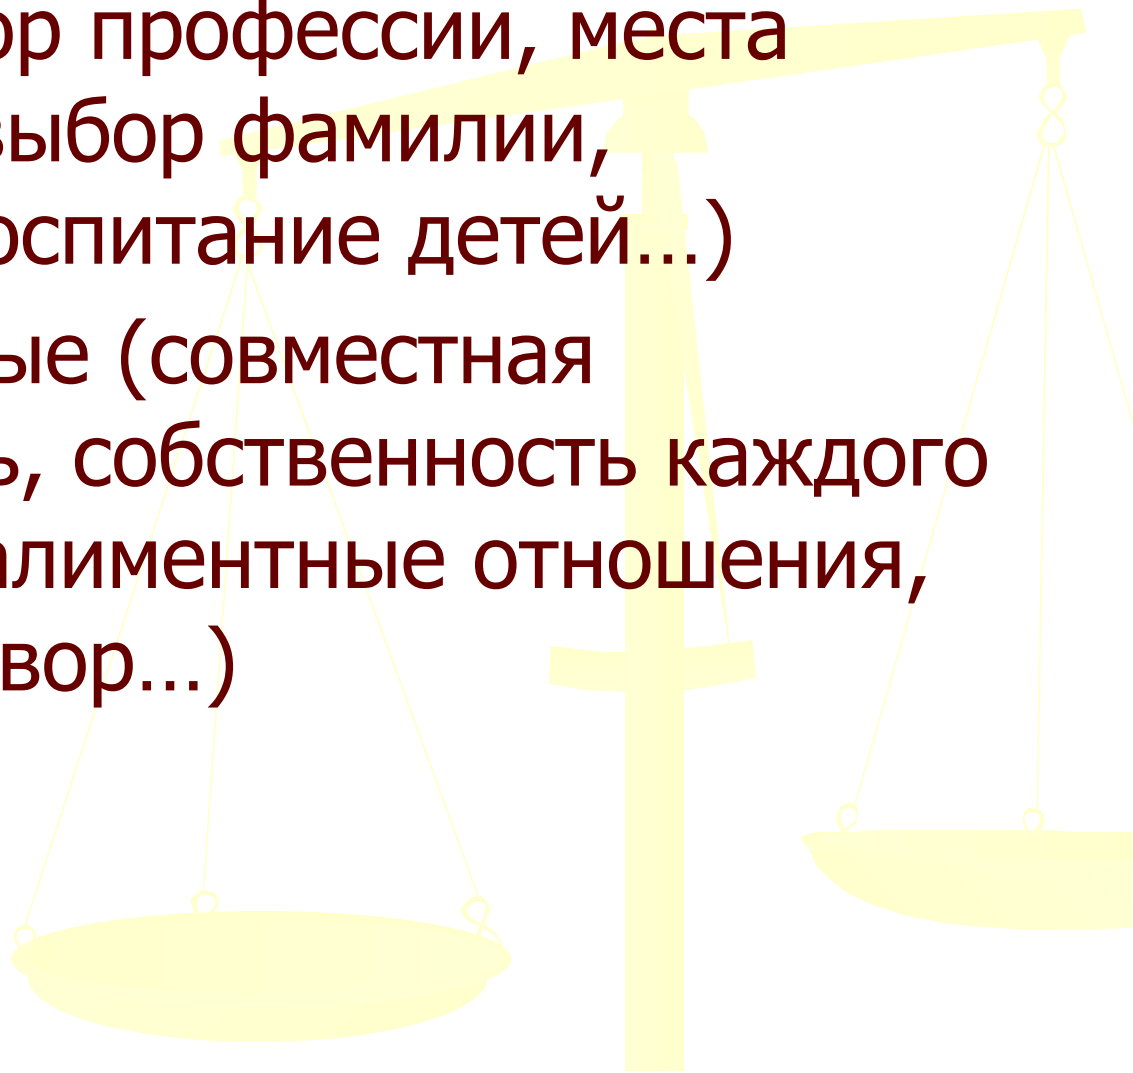 ор профессии, места
выбор фамилии,
оспитание детей...)
ые (совместная
ь, собственность каждого
алиментные отношения,
вор...)